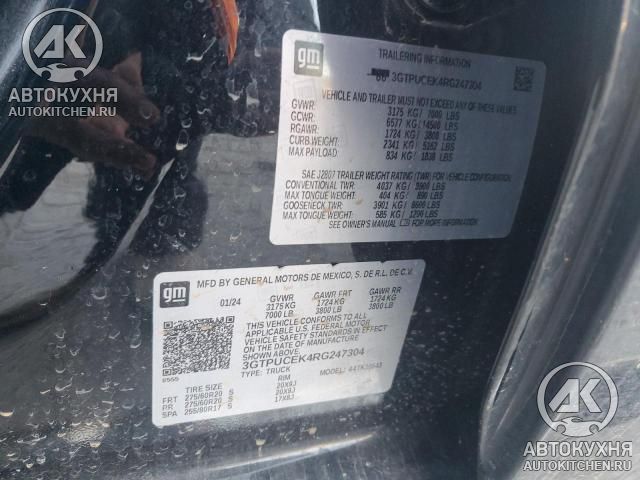 АК
АВТОКУХНЯ
AUTOKITCHEN.RU
gm
TRAILERING INFORMATION
3GTPUCEK4RG247304
VEHICLE AND TRAILER MUST NOT EXCEED ANY OF THESE VALUES
GVWR: 3175 KG / 7000 LBS
GCWR: 6577 KG / 14500 LBS
RGAWR: 1724 KG / 3800 LBS
CURB.WEIGHT: 2341 KG / 5162 LBS
MAX PAYLOAD: 834 KG / 1838 LBS
SAE J2807 TRAILER WEIGHT RATING (TWR) FOR VEHICLE CONFIGURATION.
CONVENTIONAL TWR: 4037 KG / 8900 LBS
MAX TONGUE WEIGHT: 404 KG / 890 LBS
GOOSENECK TWR: 3901 KG / 8600 LBS
MAX TONGUE WEIGHT: 585 KG / 1290 LBS
SEE OWNER'S MANUAL FOR MORE INFORMATION
gm
MFD BY GENERAL MOTORS DE MEXICO, S. DE R.L. DE C.V.
01/24 GVWR GAWR FRT GAWR RR
3175 KG 1724 KG 1724 KG
7000 LB 3800 LB 3800 LB
THIS VEHICLE CONFORMS TO ALL
APPLICABLE U.S. FEDERAL MOTOR
VEHICLE SAFETY STANDARDS IN EFFECT ON THE
DATE OF MANUFACTURE SHOWN ABOVE.
3GTPUCEK4RG247304
TYPE: TRUCK MODEL:
TIRE SIZE RIM
FRT 275/60R20 S 20X9J
RR 275/60R20 S 20X9J
SPA 255/80R17 S 17X8J
АК
АВТОКУХНЯ
AUTOKITCHEN.RU